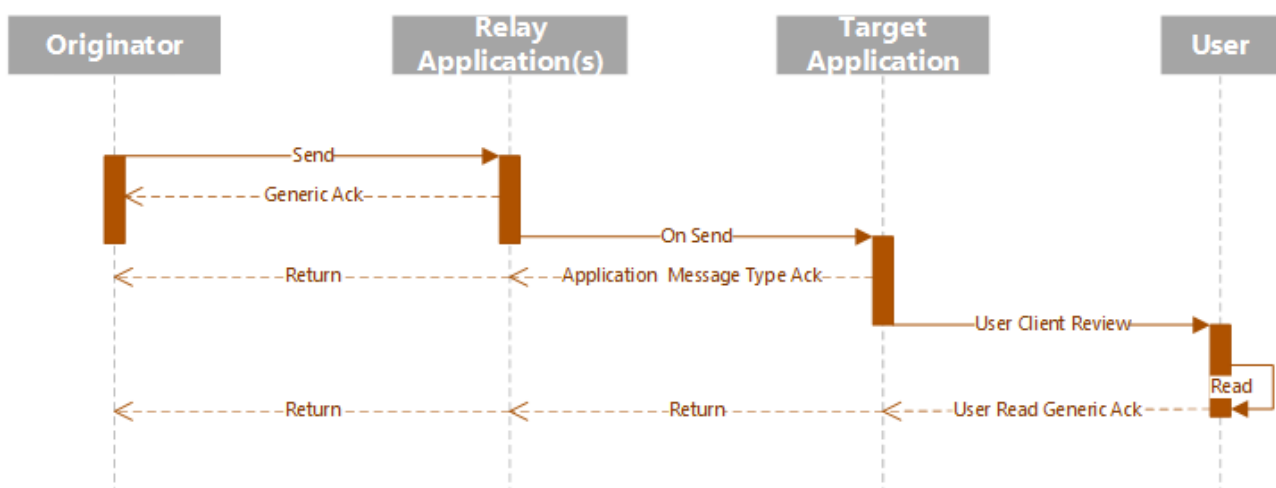 Originator
Relay
Application(s)
Target
Application
User
Send
Generic Ack
On Send
Return
Application  Message Type Ack
User Client Review
Read
Return
Return
User Read Generic Ack